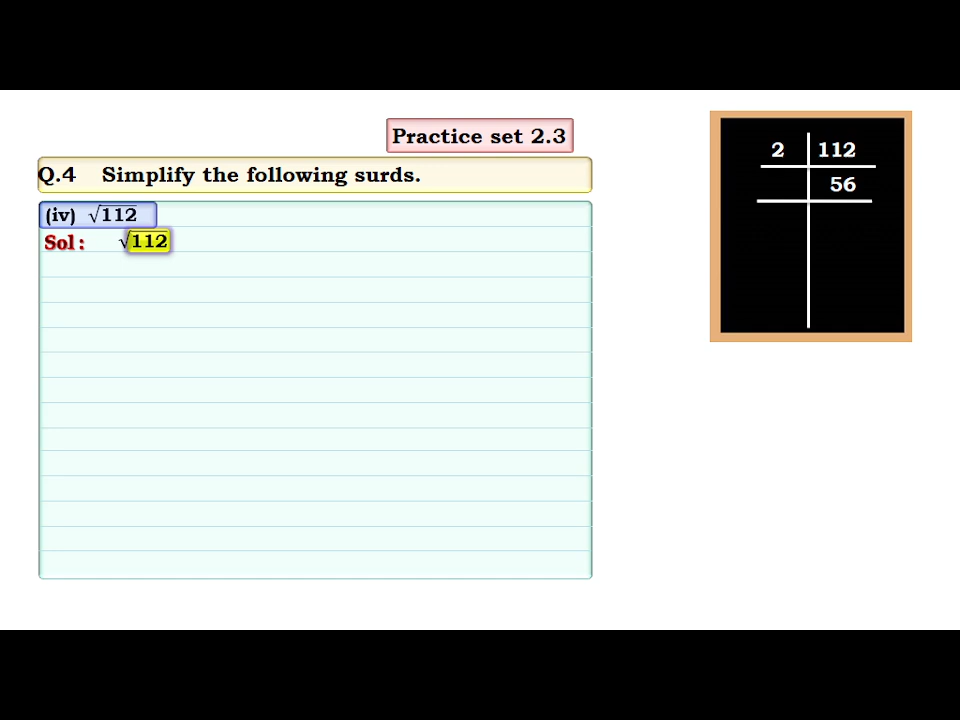 Practice set 2.3
Q.4 Simplify the following surds.
(iv) √112
Sol : √112
2 112
56